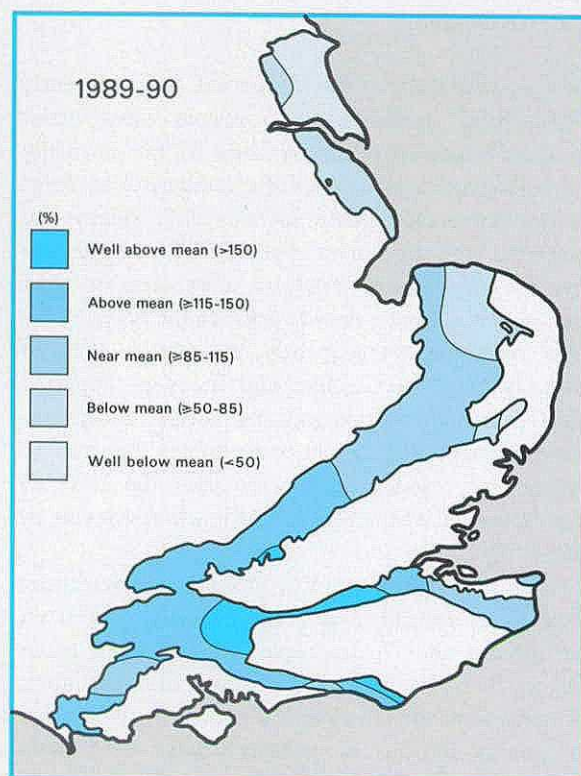 1989-90
(%)
Well above mean (>150)
Above mean (≥115-150)
Near mean (≥85-115)
Below mean (≥50-85)
Well below mean (<50)